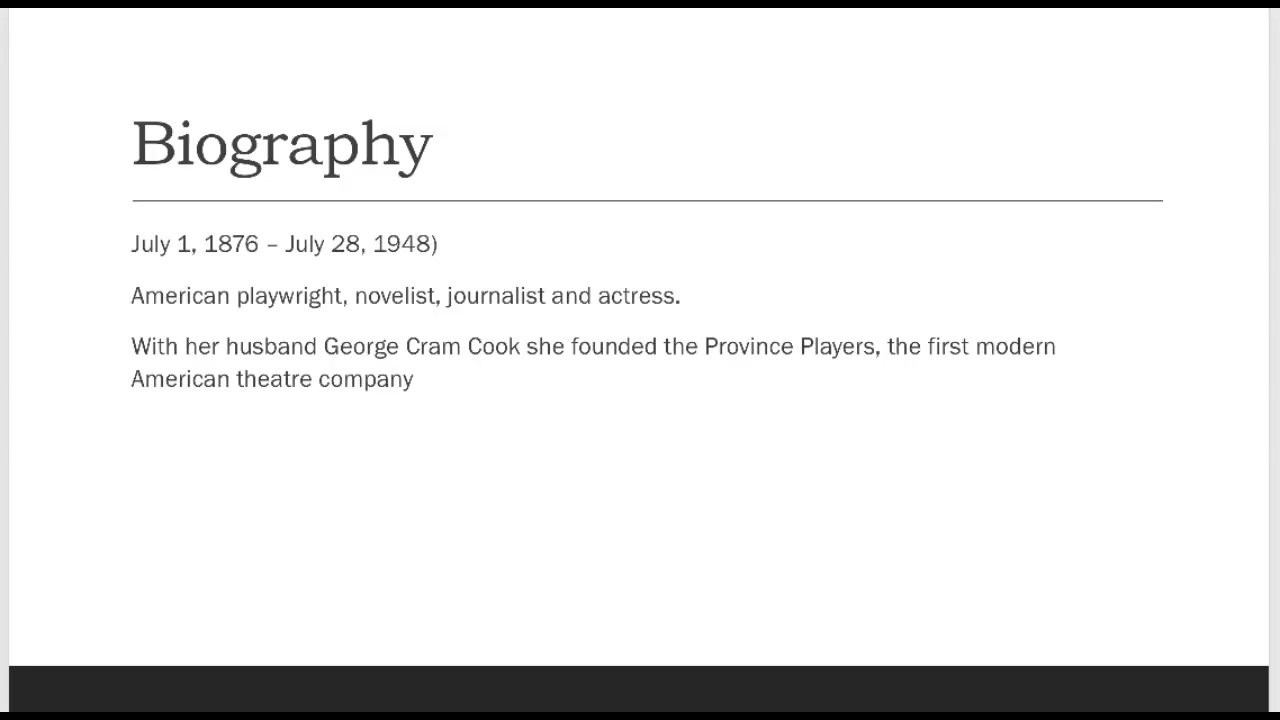 Biography
July 1, 1876 – July 28, 1948)
American playwright, novelist, journalist and actress.
With her husband George Cram Cook she founded the Province Players, the first modern
American theatre company